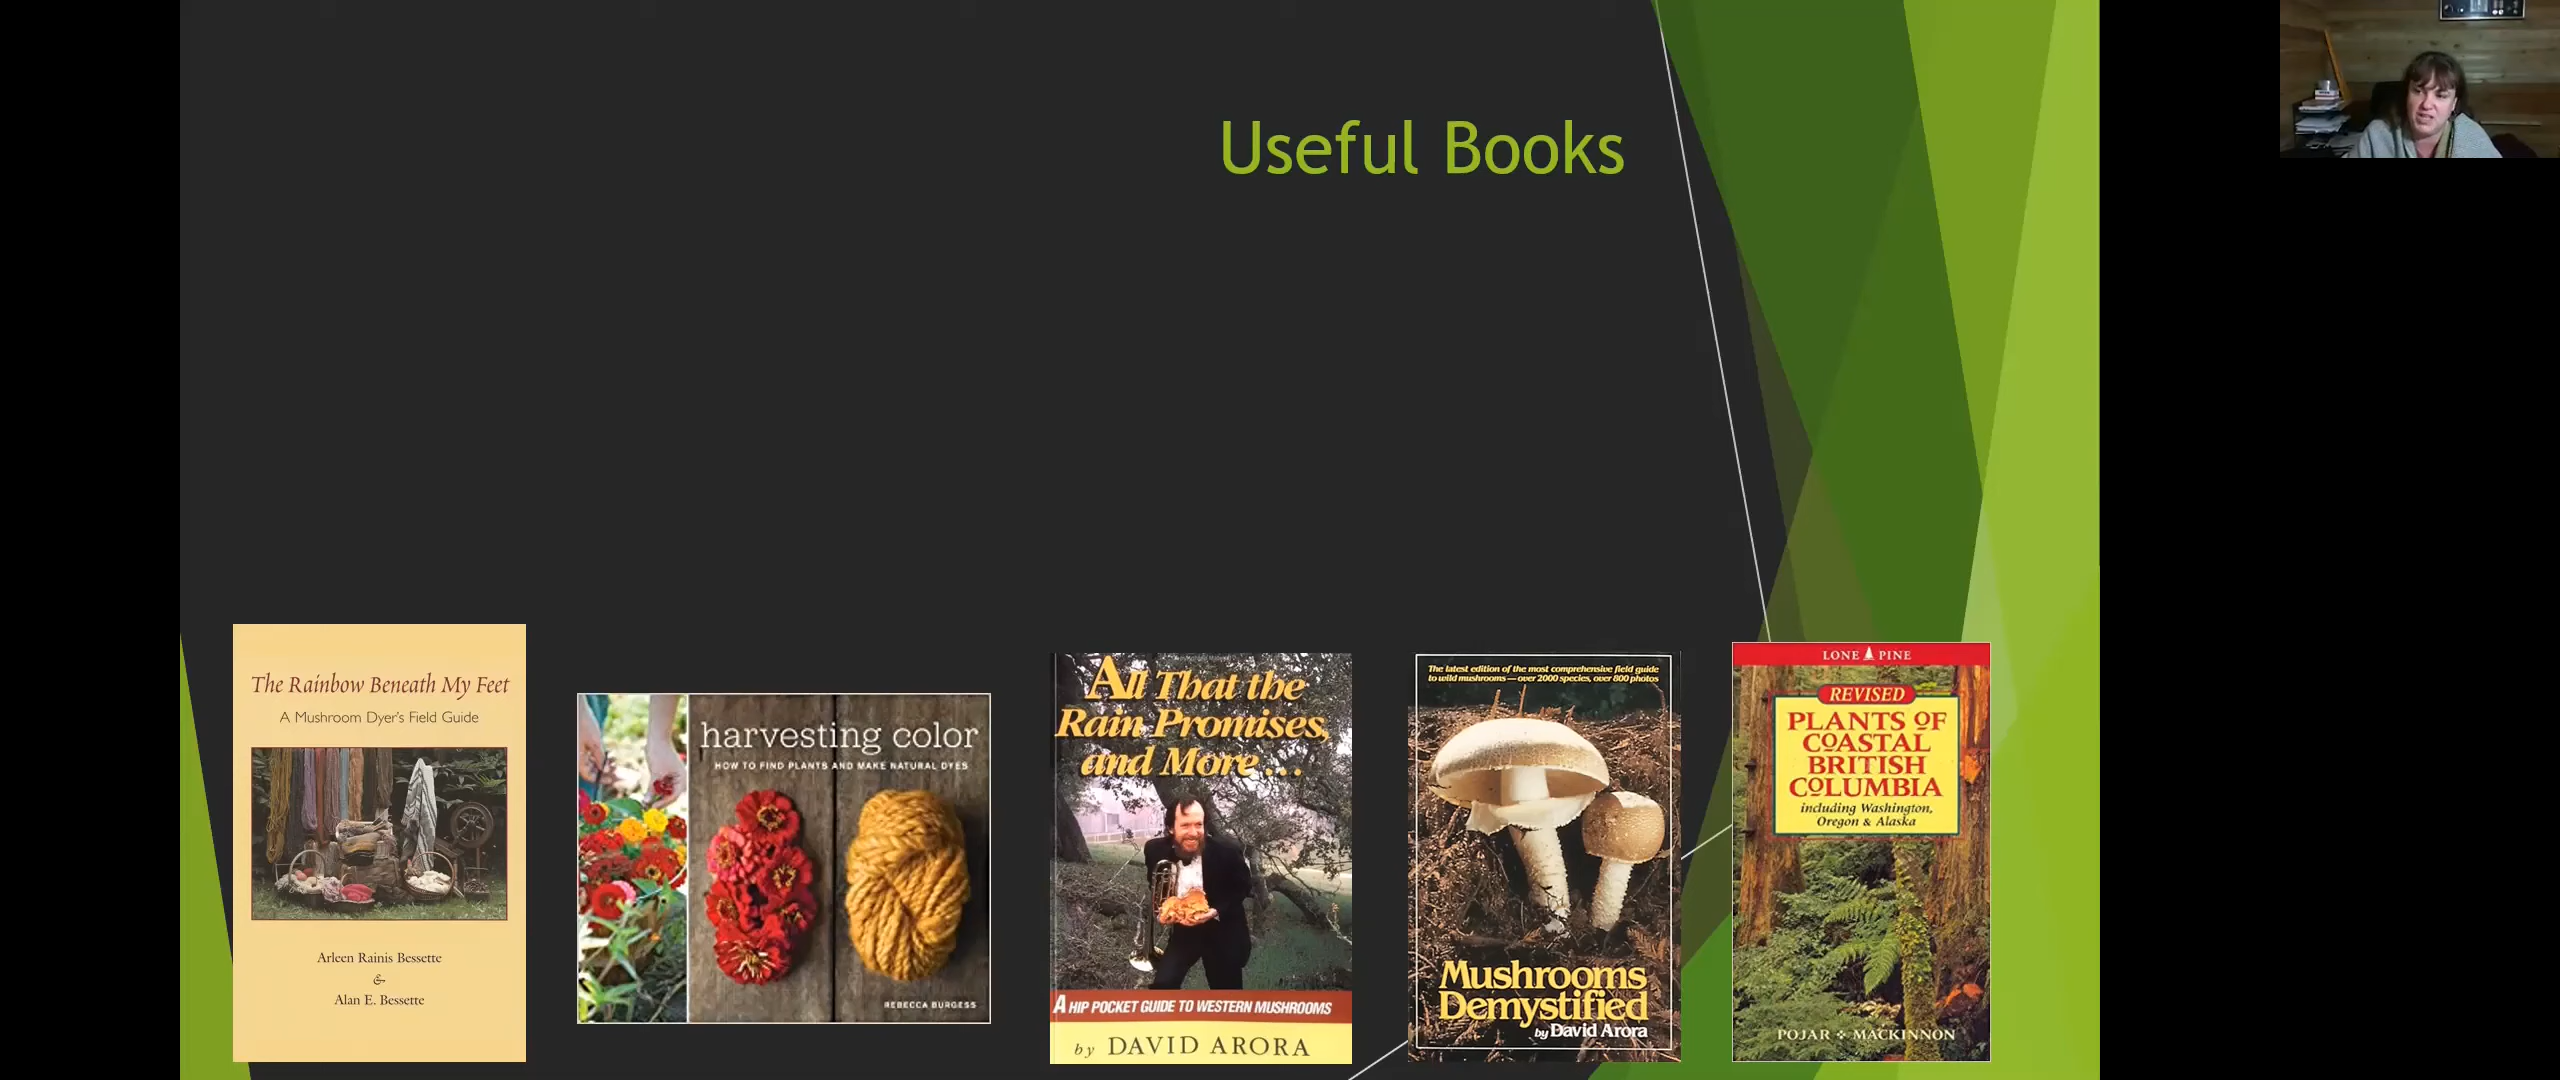 Useful Books
The Rainbow Beneath My Feet
A Mushroom Dyer's Field Guide
Arleen Rainis Bessette
&
Alan E. Bessette
harvesting color
HOW TO FIND PLANTS AND MAKE NATURAL DYES
REBECCA BURGESS
All That the
Rain Promises,
and More...
A HIP POCKET GUIDE TO WESTERN MUSHROOMS
by DAVID ARORA
The latest edition of the most comprehensive field guide
to wild mushrooms — over 2000 species, over 800 photos
Mushrooms
Demystified
by David Arora
LONE PINE
REVISED
PLANTS OF
COASTAL
BRITISH
COLUMBIA
including Washington,
Oregon & Alaska
POJAR ❖ MACKINNON